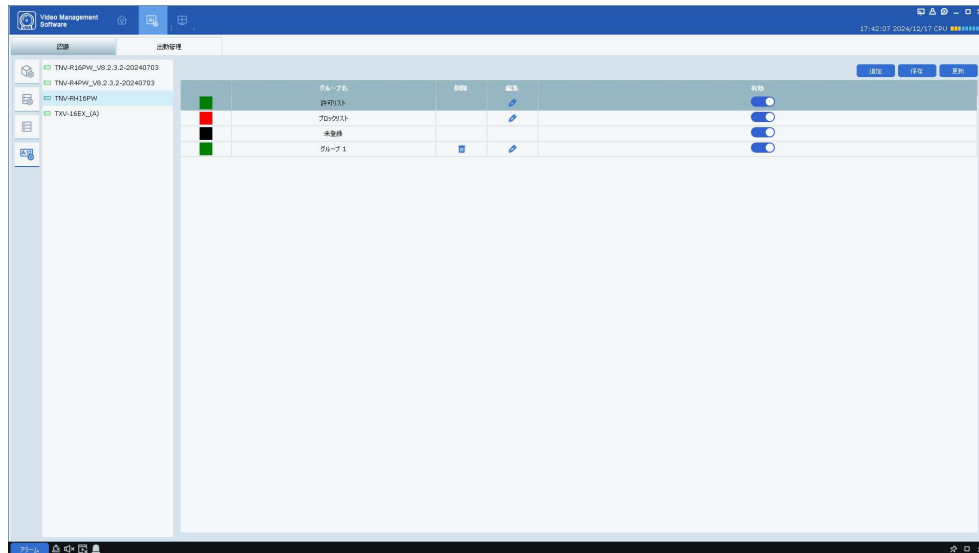 Video Management
Software
17:42:07 2024/12/17 CPU
認識
出勤管理
TNV-R16PW_V8.2.3.2-20240703
TNV-R4PW_V8.2.3.2-20240703
TNV-RH16PW
TXV-16EX_(A)
追加
保存
更新
グループ名
削除
編集
有効
許可リスト
ブロックリスト
未登録
グループ 1
アラーム